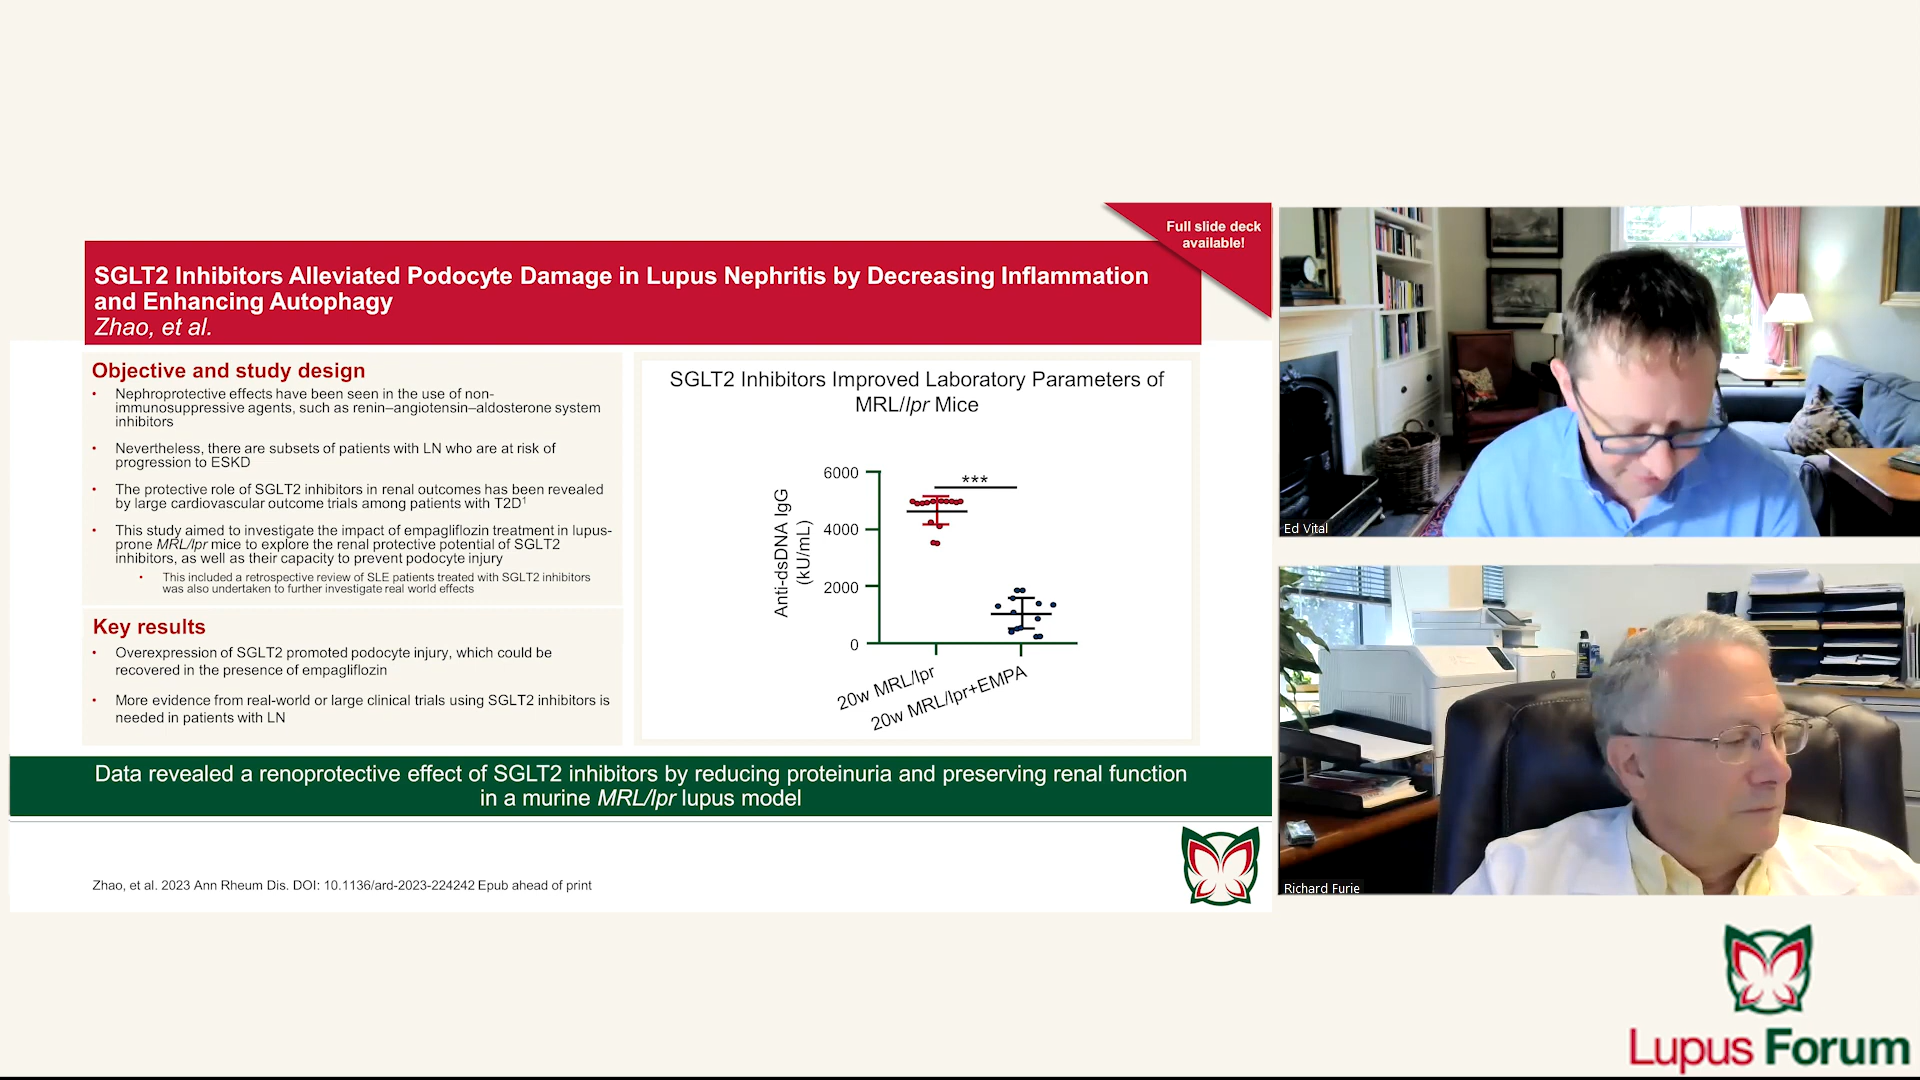 Full slide deck
available!
SGLT2 Inhibitors Alleviated Podocyte Damage in Lupus Nephritis by Decreasing Inflammation
and Enhancing Autophagy
Zhao, et al.
Objective and study design
• Nephroprotective effects have been seen in the use of non-
immunosuppressive agents, such as renin–angiotensin–aldosterone system
inhibitors
• Nevertheless, there are subsets of patients with LN who are at risk of
progression to ESKD
• The protective role of SGLT2 inhibitors in renal outcomes has been revealed
by large cardiovascular outcome trials among patients with T2D¹
• This study aimed to investigate the impact of empagliflozin treatment in lupus-
prone MRL/lpr mice to explore the renal protective potential of SGLT2
inhibitors, as well as their capacity to prevent podocyte injury
• This included a retrospective review of SLE patients treated with SGLT2 inhibitors
was also undertaken to further investigate real world effects
Key results
• Overexpression of SGLT2 promoted podocyte injury, which could be
recovered in the presence of empagliflozin
• More evidence from real-world or large clinical trials using SGLT2 inhibitors is
needed in patients with LN
SGLT2 Inhibitors Improved Laboratory Parameters of
MRL/lpr Mice
Anti-dsDNA IgG
(kU/mL)
6000
4000
2000
0
***
20w MRL/lpr
20w MRL/lpr+EMPA
Data revealed a renoprotective effect of SGLT2 inhibitors by reducing proteinuria and preserving renal function
in a murine MRL/lpr lupus model
Zhao, et al. 2023 Ann Rheum Dis. DOI: 10.1136/ard-2023-224242 Epub ahead of print
Ed Vital
Richard Furie
Lupus Forum